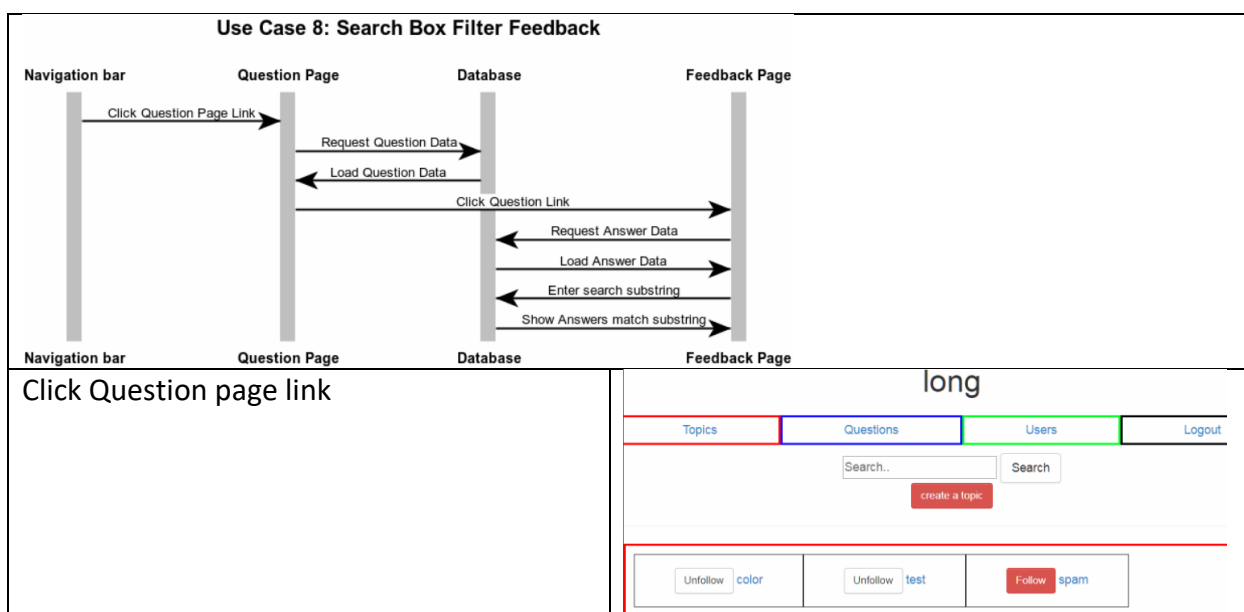 Use Case 8: Search Box Filter Feedback
Navigation bar Question Page Database Feedback Page
Click Question Page Link
Request Question Data
Load Question Data
Click Question Link
Request Answer Data
Load Answer Data
Enter search substring
Show Answers match substring
Navigation bar Question Page Database Feedback Page
Click Question page link
long
Topics Questions Users Logout
Search.. Search
create a topic
Unfollow color Unfollow test Follow spam